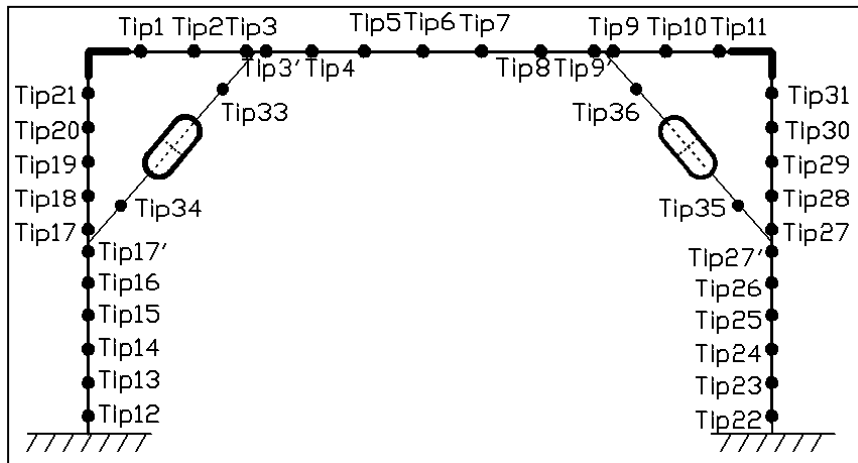 Tip1 Tip2 Tip3 Tip5 Tip6 Tip7 Tip9 Tip10 Tip11
Tip3' Tip4 Tip8 Tip9'
Tip21 Tip33 Tip36 Tip31
Tip20 Tip30
Tip19 Tip29
Tip18 Tip34 Tip35 Tip28
Tip17 Tip27
Tip17' Tip27'
Tip16 Tip26
Tip15 Tip25
Tip14 Tip24
Tip13 Tip23
Tip12 Tip22